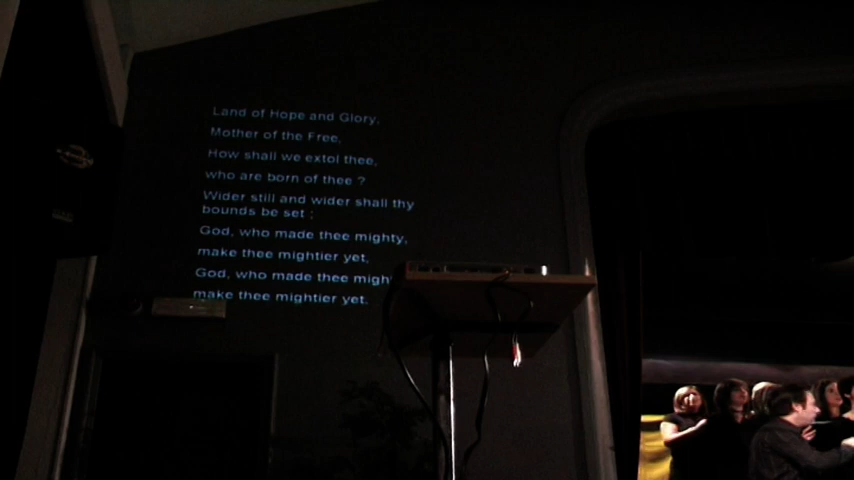 Land of Hope and Glory,
Mother of the Free,
How shall we extol thee,
who are born of thee ?
Wider still and wider shall thy
bounds be set ;
God, who made thee mighty,
make thee mightier yet,
God, who made thee
make thee mightier yet.